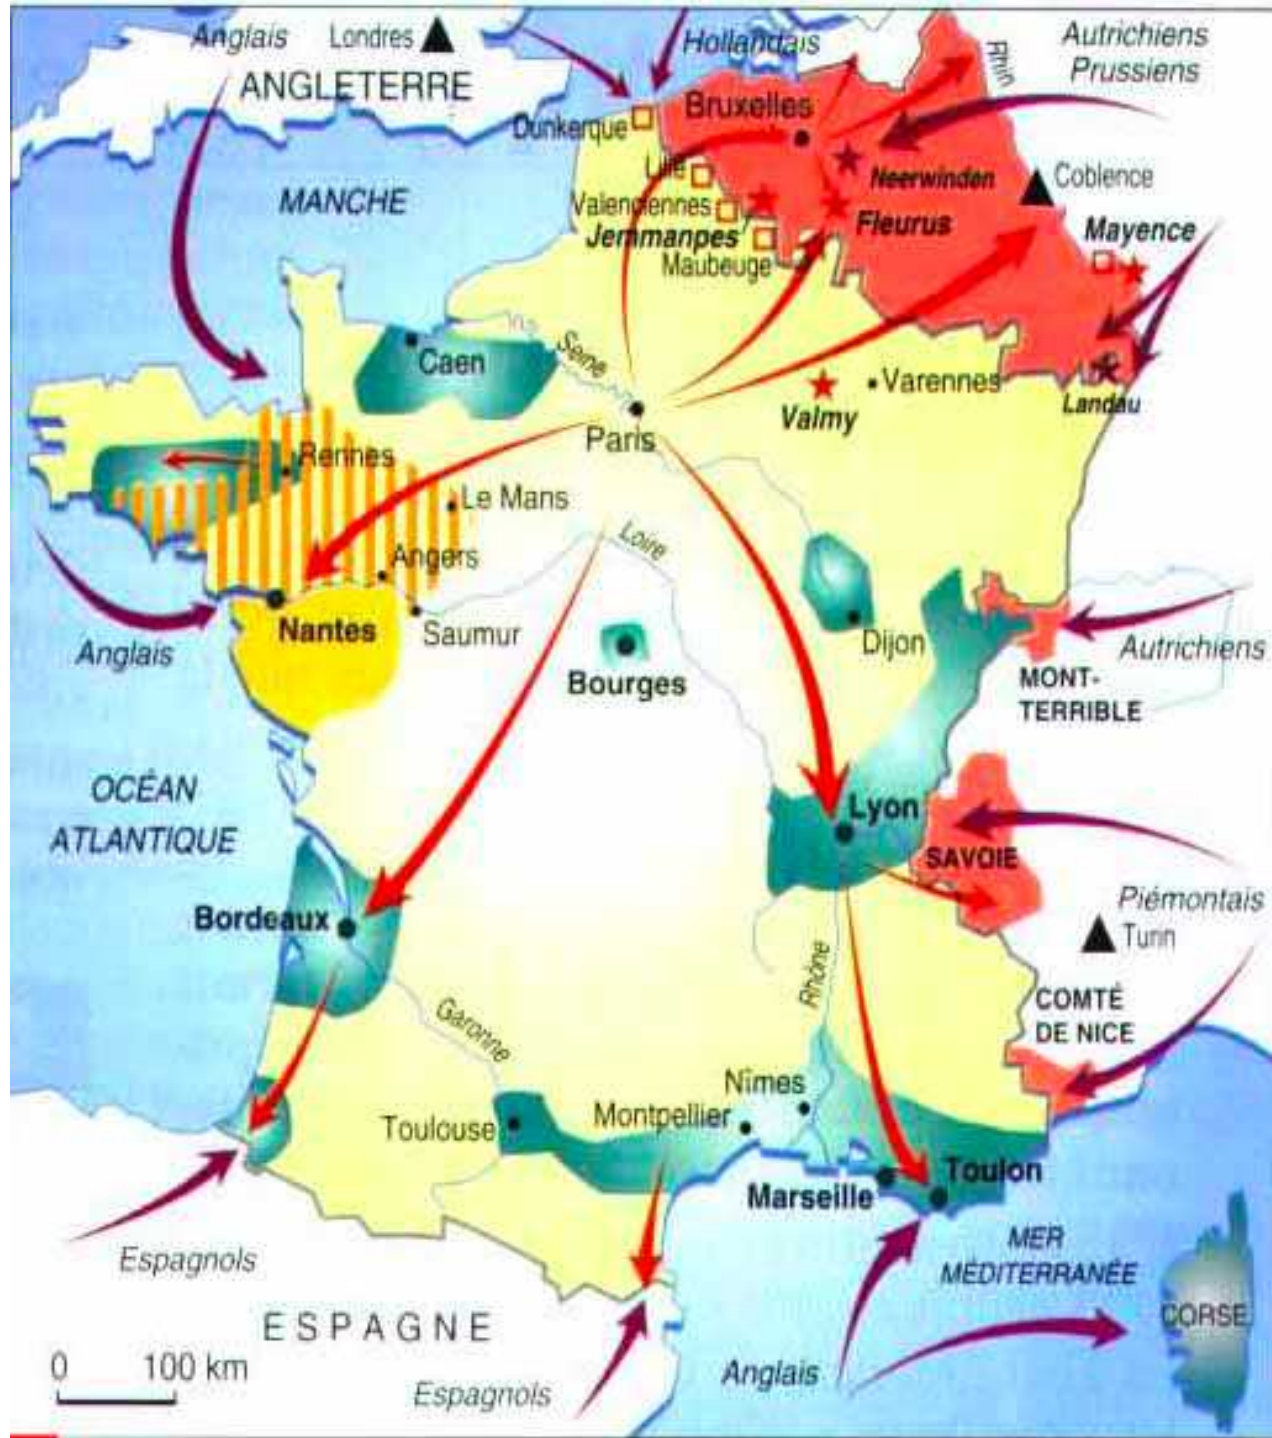 Anglais
Londres
ANGLETERRE
Hollandais
Rhin
Autrichiens
Prussiens
Dunkerque
Bruxelles
Lille
Neerwinden
Coblence
MANCHE
Valenciennes
Jemmanpes
Fleurus
Mayence
Maubeuge
Caen
Seine
Varennes
Valmy
Landau
Paris
Rennes
Le Mans
Angers
Loire
Nantes
Saumur
Dijon
Anglais
Bourges
Autrichiens
MONT-
TERRIBLE
OCÉAN
ATLANTIQUE
Lyon
SAVOIE
Piémontais
Turin
Bordeaux
Rhône
COMTÉ
DE NICE
Garonne
Nîmes
Montpellier
Toulouse
Toulon
Marseille
Espagnols
MER
MÉDITERRANÉE
ESPAGNE
CORSE
0 100 km
Anglais
Espagnols